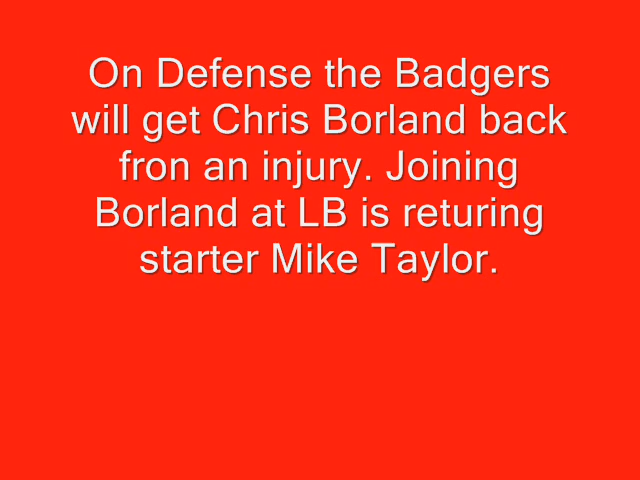 On Defense the Badgers
will get Chris Borland back
fron an injury. Joining
Borland at LB is returing
starter Mike Taylor.